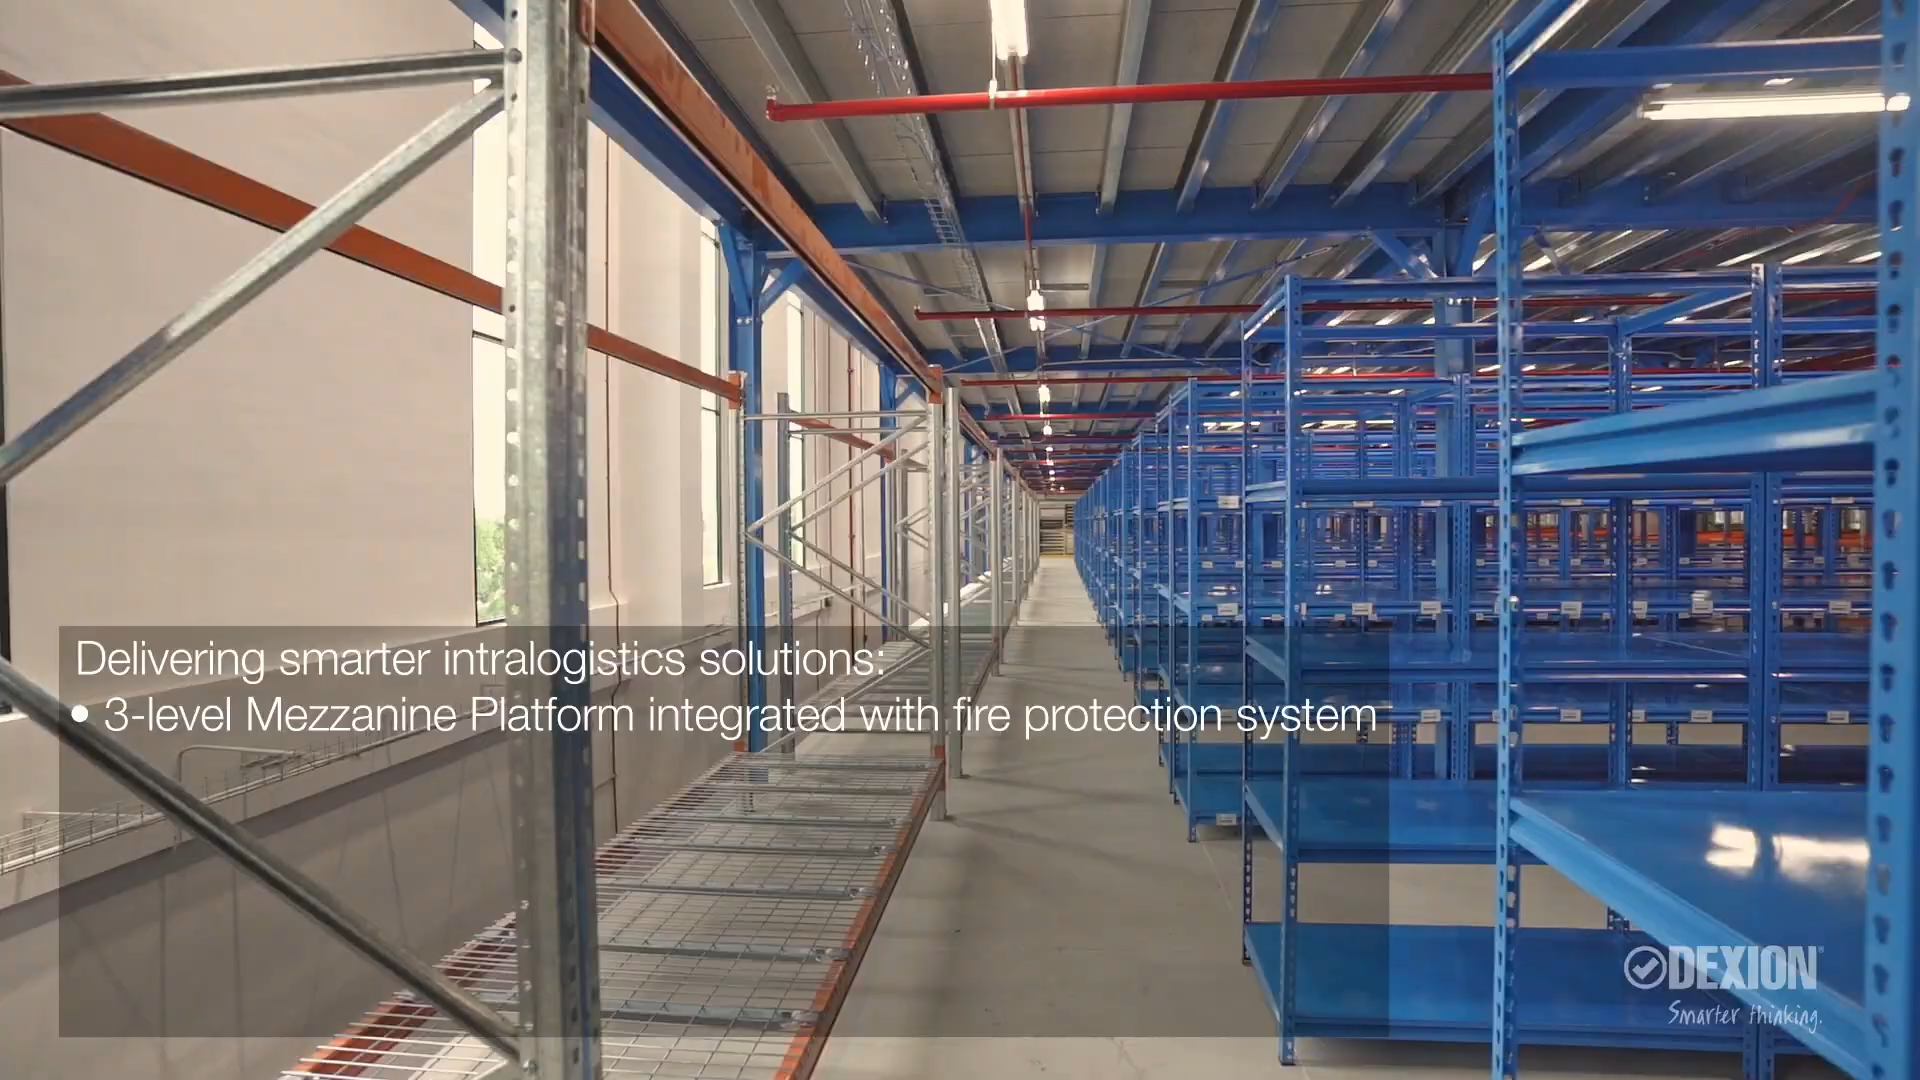 Delivering smarter intralogistics solutions:
• 3-level Mezzanine Platform integrated with fire protection system
DEXION®
Smarter thinking.